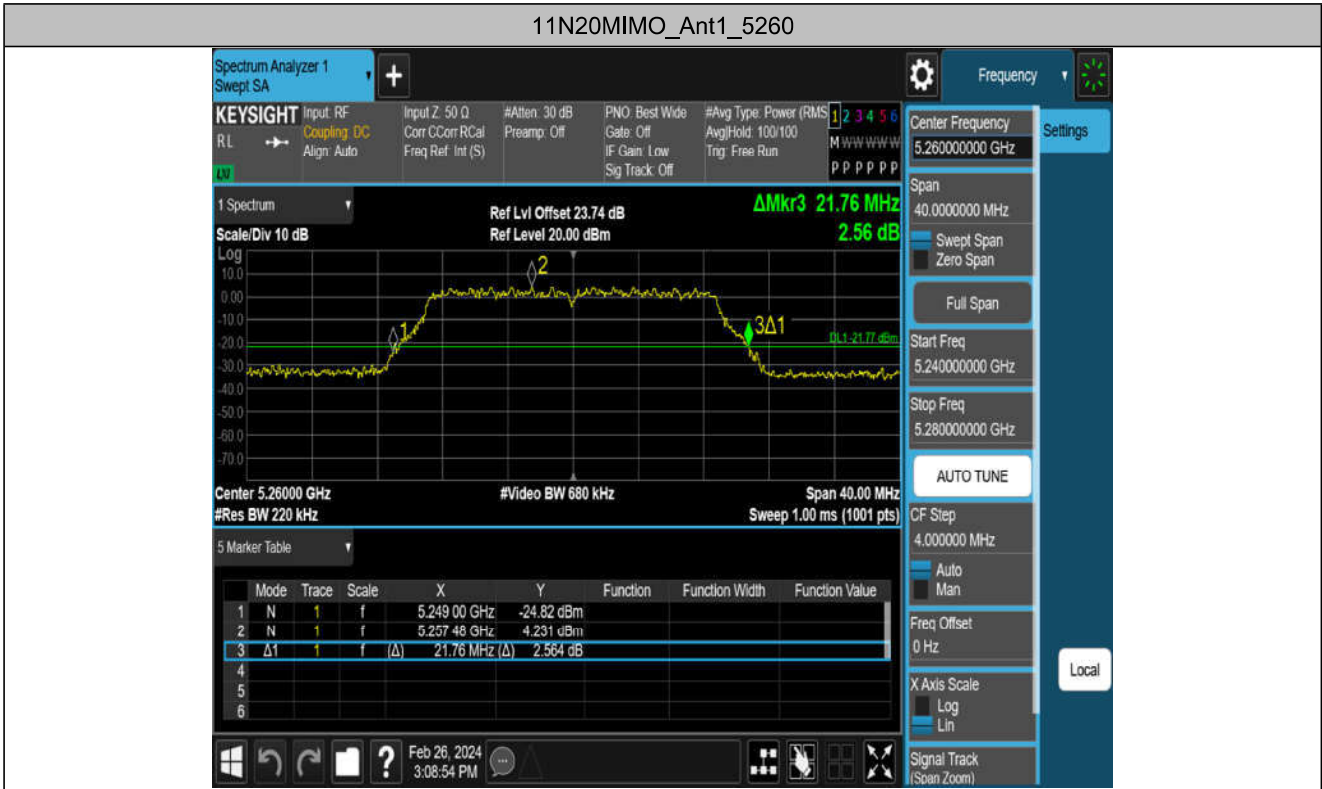 11N20MIMO_Ant1_5260
Spectrum Analyzer 1
Swept SA
+
Frequency
KEYSIGHT
RL
LXI
Input: RF
Coupling: DC
Align: Auto
Input Z: 50 Ω
Corr CCorr RCal
Freq Ref: Int (S)
#Atten: 30 dB
Preamp: Off
PNO: Best Wide
Gate: Off
IF Gain: Low
Sig Track: Off
#Avg Type: Power (RMS
Avg|Hold: 100/100
Trig: Free Run
1 2 3 4 5 6
M W W W W W
P P P P P P
1 Spectrum
Scale/Div 10 dB
Ref Lvl Offset 23.74 dB
Ref Level 20.00 dBm
ΔMkr3 21.76 MHz
2.56 dB
Log
10.0
0.00
-10.0
-20.0
-30.0
-40.0
-50.0
-60.0
-70.0
1
2
3Δ1
DL1 -21.77 dBm
Center 5.26000 GHz
#Res BW 220 kHz
#Video BW 680 kHz
Span 40.00 MHz
Sweep 1.00 ms (1001 pts)
5 Marker Table
Mode Trace Scale X Y Function Function Width Function Value
1 N 1 f 5.249 00 GHz -24.82 dBm
2 N 1 f 5.257 48 GHz 4.231 dBm
3 Δ1 1 f (Δ) 21.76 MHz (Δ) 2.564 dB
4
5
6
?
Feb 26, 2024
3:08:54 PM
Center Frequency
5.260000000 GHz
Settings
Span
40.0000000 MHz
Swept Span
Zero Span
Full Span
Start Freq
5.240000000 GHz
Stop Freq
5.280000000 GHz
AUTO TUNE
CF Step
4.000000 MHz
Auto
Man
Freq Offset
0 Hz
Local
X Axis Scale
Log
Lin
Signal Track
(Span Zoom)